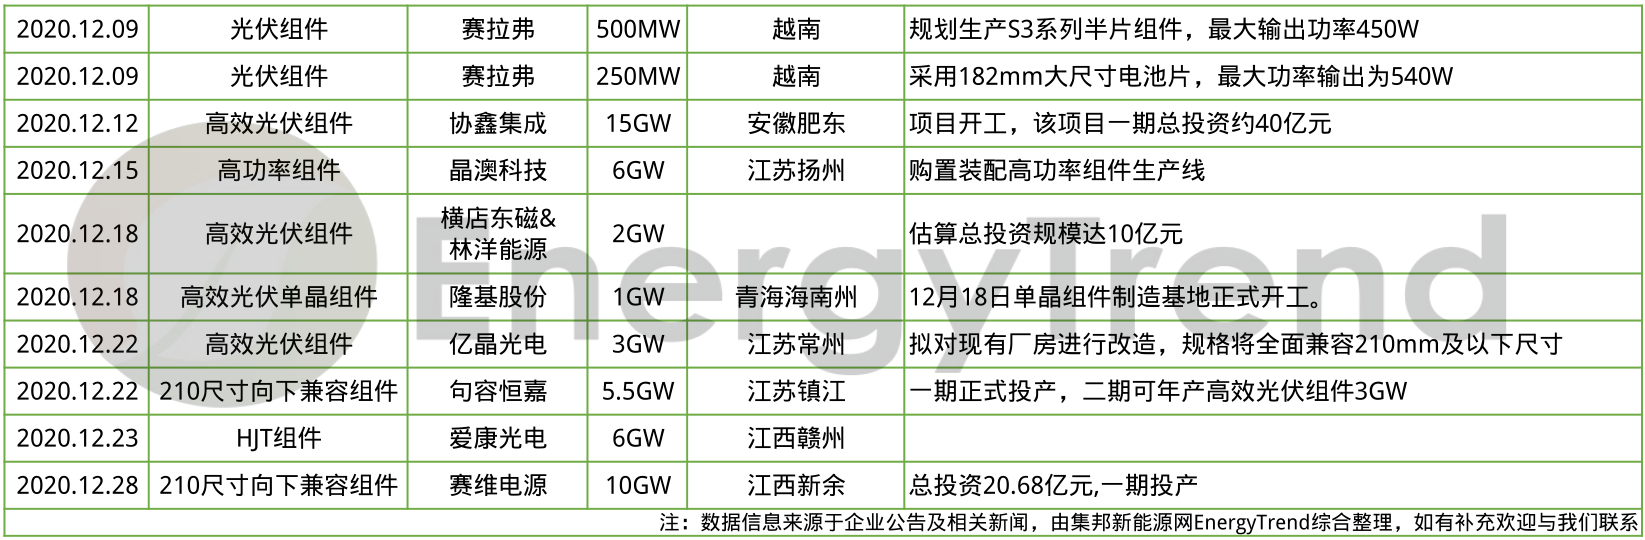 2020.12.09 光伏组件 赛拉弗 500MW 越南 规划生产S3系列半片组件，最大输出功率450W
2020.12.09 光伏组件 赛拉弗 250MW 越南 采用182mm大尺寸电池片，最大功率输出为540W
2020.12.12 高效光伏组件 协鑫集成 15GW 安徽肥东 项目开工，该项目一期总投资约40亿元
2020.12.15 高功率组件 晶澳科技 6GW 江苏扬州 购置装配高功率组件生产线
2020.12.18 高效光伏组件 横店东磁& 2GW 估算总投资规模达10亿元
林洋能源
2020.12.18 高效光伏单晶组件 隆基股份 1GW 青海海南州 12月18日单晶组件制造基地正式开工。
2020.12.22 高效光伏组件 亿晶光电 3GW 江苏常州 拟对现有厂房进行改造，规格将全面兼容210mm及以下尺寸
2020.12.22 210尺寸向下兼容组件 句容恒嘉 5.5GW 江苏镇江 一期正式投产，二期可年产高效光伏组件3GW
2020.12.23 HJT组件 爱康光电 6GW 江西赣州
2020.12.28 210尺寸向下兼容组件 赛维电源 10GW 江西新余 总投资20.68亿元,一期投产
注：数据信息来源于企业公告及相关新闻，由集邦新能源网EnergyTrend综合整理，如有补充欢迎与我们联系
EnergyTrend